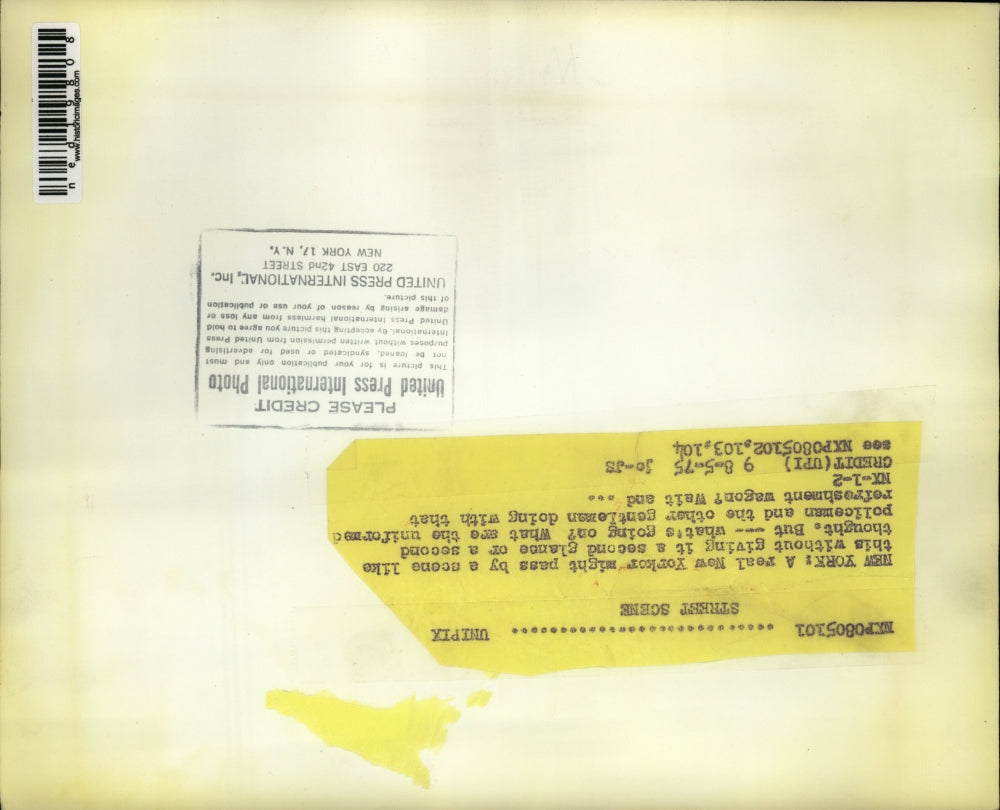 NXP0805101 ................................ UNIPIX
STREET SCENE
NEW YORK: A real New Yorker might pass by a scene like
this without giving it a second glance or a second
thought. But --- what's going on? What are the uniformed
policeman and the other gentleman doing with that
refreshment wagon? Wait and ...
NX-1-2
CREDIT(UPI) 9 8-5-75 jo-JS
see NXP0805102,103,104
PLEASE CREDIT
United Press International Photo
This picture is for your publication only and must
not be loaned, syndicated or used for advertising
purposes without written permission from United Press
International. By accepting this picture you agree to hold
United Press International harmless from any loss or
damage arising by reason of your use or publication
of this picture.
UNITED PRESS INTERNATIONAL, Inc.
220 EAST 42nd STREET
NEW YORK 17, N.Y.
ned19808
www.historicimages.com